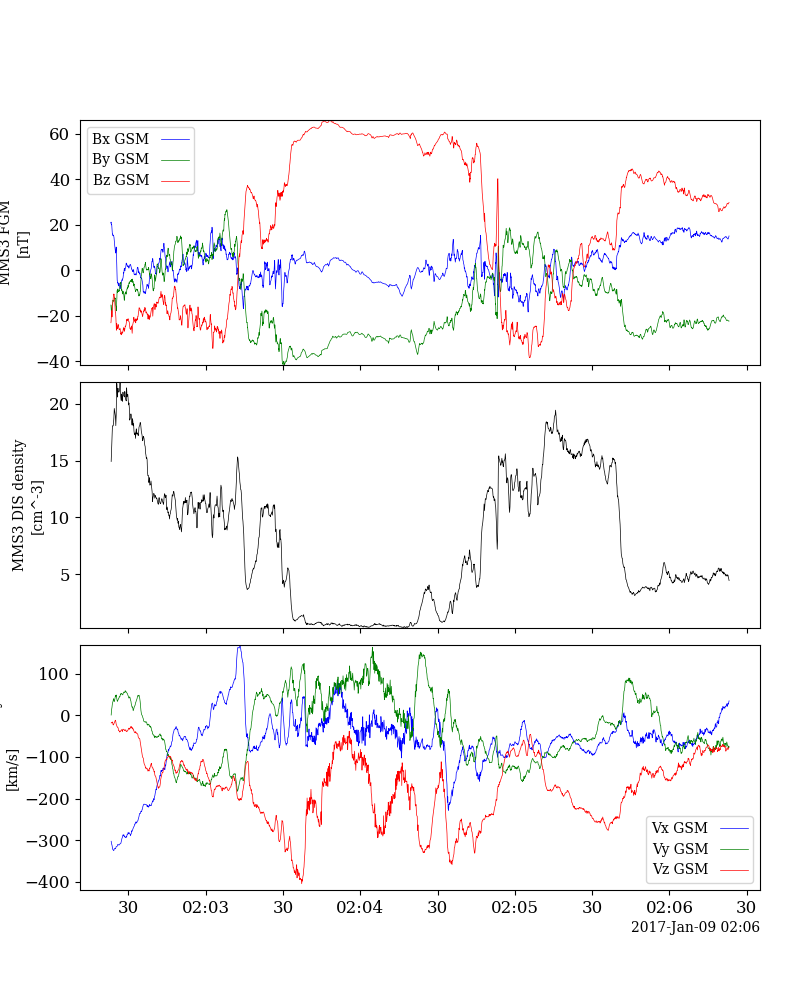 Bx GSM
By GSM
Bz GSM
MMS3 FGM
[nT]
60
40
20
0
−20
−40
MMS3 DIS density
[cm^-3]
20
15
10
5
[km/s]
100
0
−100
−200
−300
−400
Vx GSM
Vy GSM
Vz GSM
30 02:03 30 02:04 30 02:05 30 02:06 30
2017-Jan-09 02:06